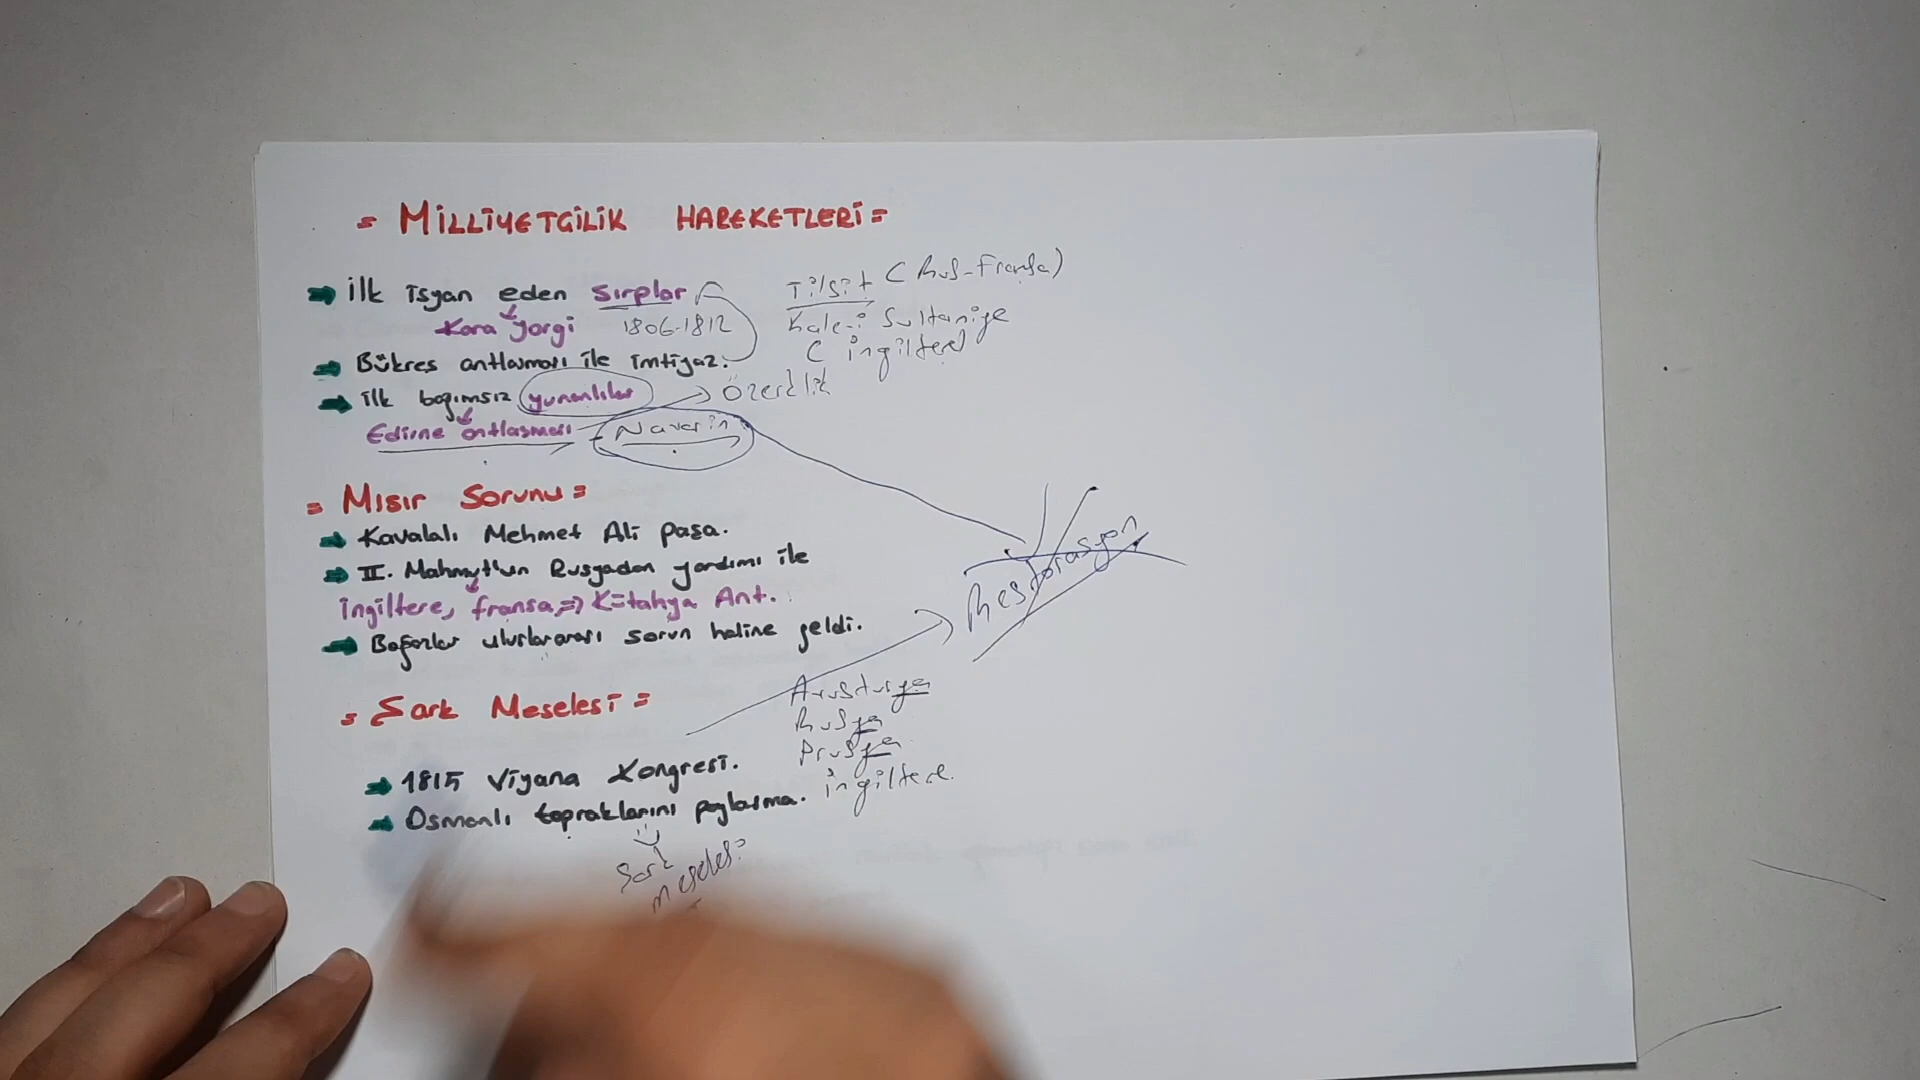 = MİLLİYETÇİLİK HAREKETLERİ =
➡ İlk isyan eden Sırplar
Kara Yorgi 1806-1812
Tilsit ( Rus-Fransa)
Kale-i Sultaniye
( İngiltere)
➡ Bükreş antlaşması ile imtiyaz.
➡ ilk bağımsız yunanlılar → Özerklik
Edirne antlaşması - Navarin
= Mısır Sorunu =
➡ Kavalalı Mehmet Ali paşa.
➡ II. Mahmut'un Rusyadan yardımı ile
İngiltere, fransa => Kütahya Ant.
➡ Boğazlar uluslararası sorun haline geldi.
Restorasyon
= Şark Meselesi =
➡ 1815 Viyana Kongresi.
➡ Osmanlı topraklarını paylaşma.
Avusturya
Rusya
Prusya
İngiltere.
Şark
Meselesi